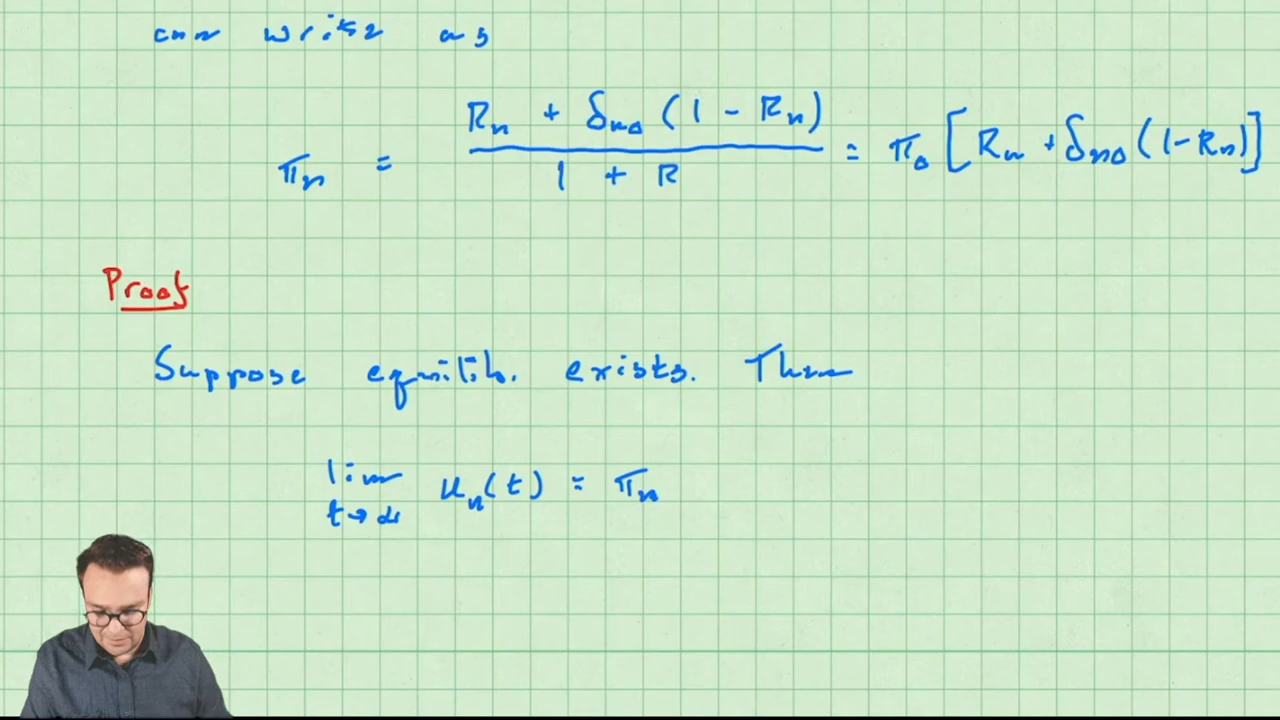 can write as
πₙ = (Rₙ + δₙ₀ (1 - Rₙ)) / (1 + R) = π₀ [Rₙ + δₙ₀ (1 - Rₙ)]
Proof
Suppose equilib. exists. Then
lim t→∞ uₙ(t) = πₙ